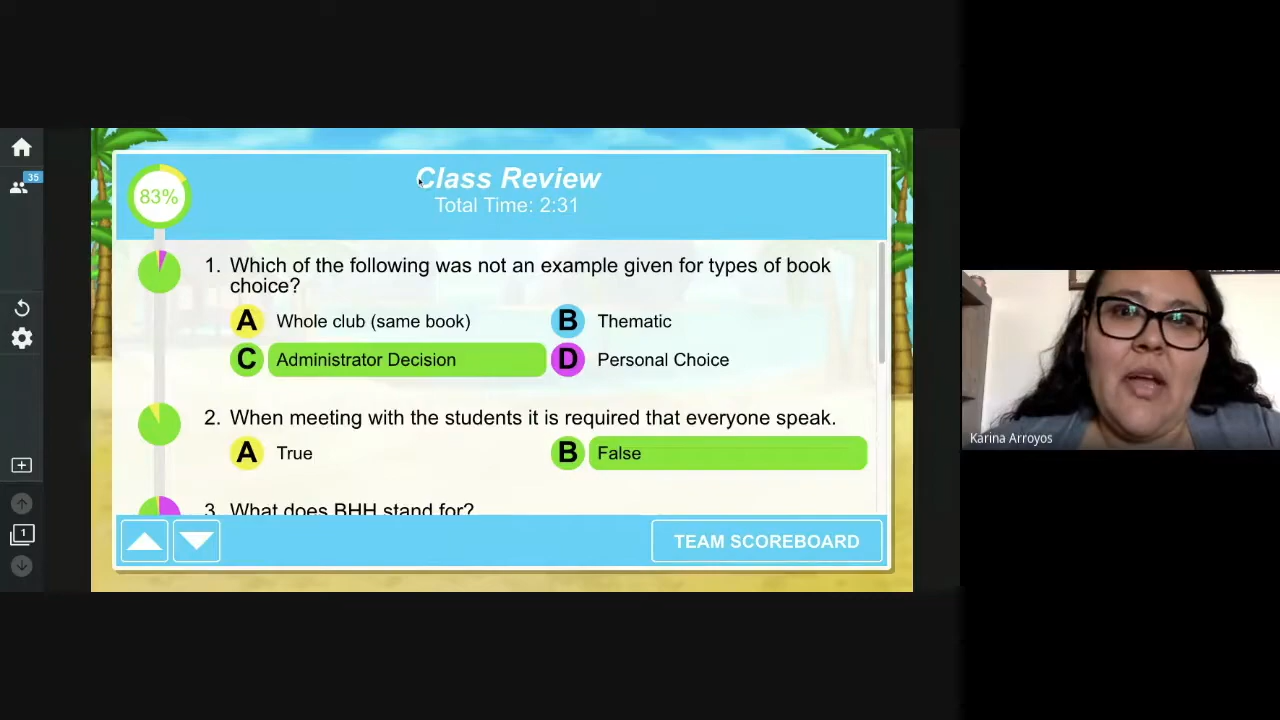 35
83%
Class Review
Total Time: 2:31
1. Which of the following was not an example given for types of book
choice?
A Whole club (same book)
B Thematic
C Administrator Decision
D Personal Choice
2. When meeting with the students it is required that everyone speak.
A True
B False
3. What does BHH stand for?
1
TEAM SCOREBOARD
Karina Arroyos